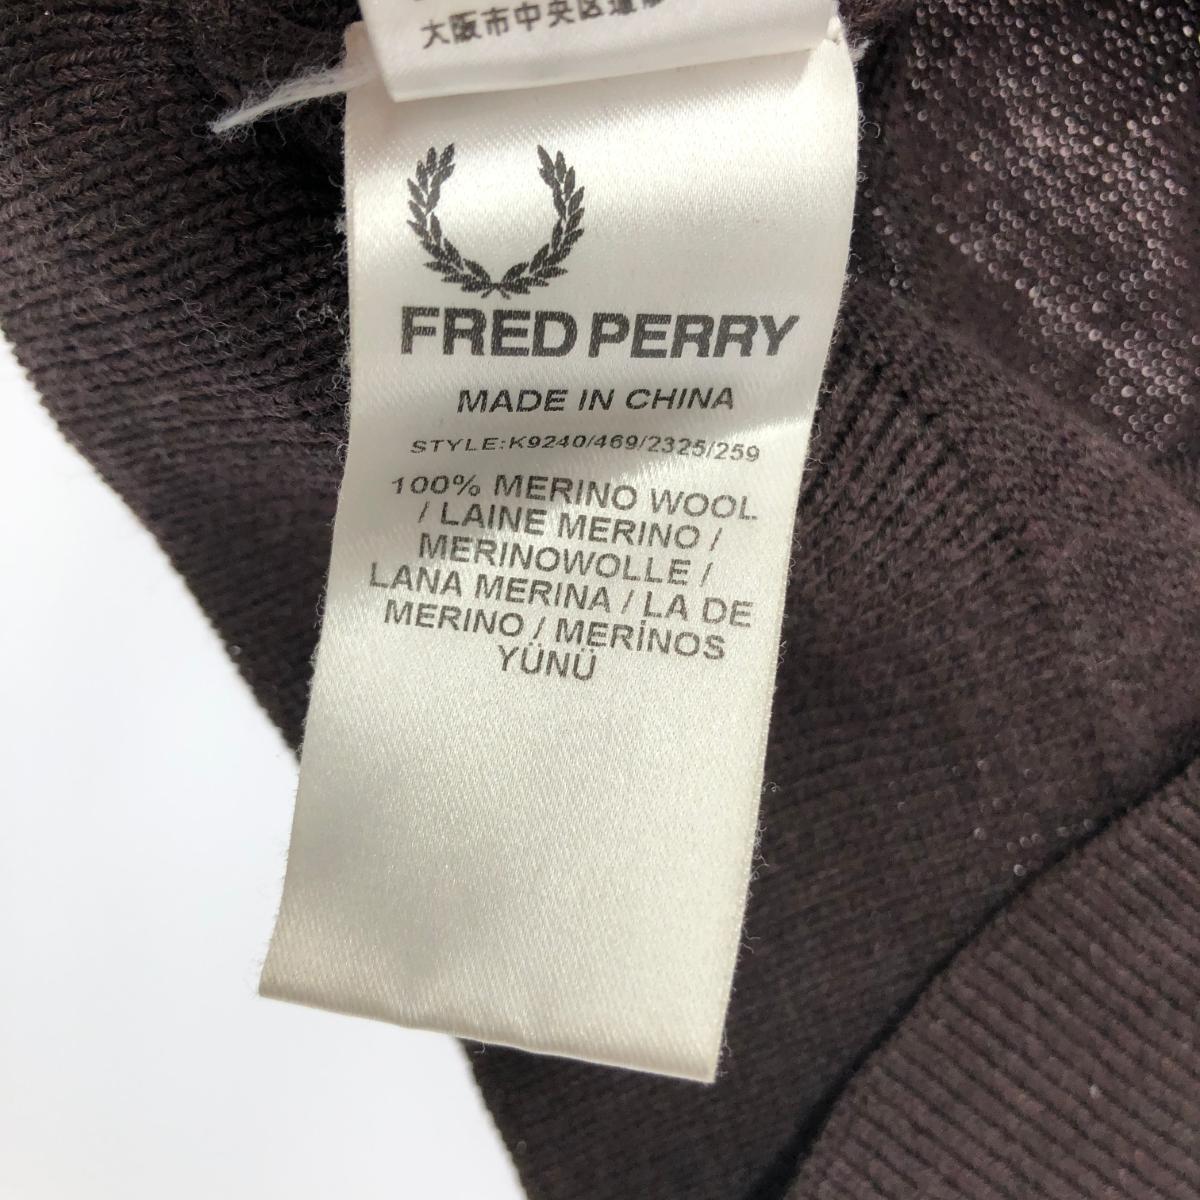 大阪市中央区
FRED PERRY
MADE IN CHINA
STYLE:K9240/469/2325/259
100% MERINO WOOL
/ LAINE MERINO /
MERINOWOLLE /
LANA MERINA / LA DE
MERINO / MERİNOS
YÜNÜ